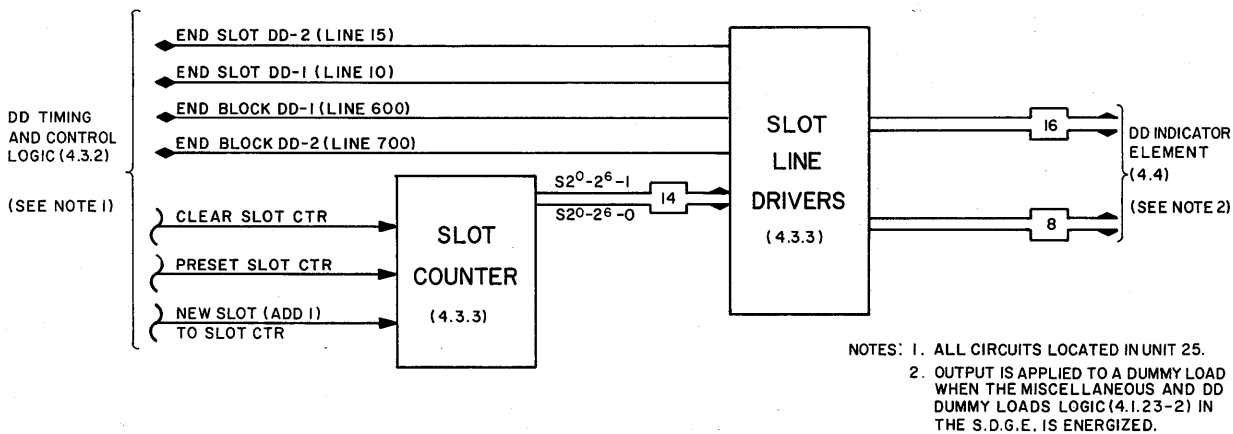 END SLOT DD-2 (LINE 15)
END SLOT DD-1 (LINE 10)
END BLOCK DD-1 (LINE 600)
END BLOCK DD-2 (LINE 700)
DD TIMING
AND CONTROL
LOGIC (4.3.2)
(SEE NOTE 1)
CLEAR SLOT CTR
PRESET SLOT CTR
NEW SLOT (ADD 1)
TO SLOT CTR
SLOT
COUNTER
(4.3.3)
S2⁰-2⁶-1
S2⁰-2⁶-0
14
SLOT
LINE
DRIVERS
(4.3.3)
16
8
DD INDICATOR
ELEMENT
(4.4)
(SEE NOTE 2)
NOTES: 1. ALL CIRCUITS LOCATED IN UNIT 25.
2. OUTPUT IS APPLIED TO A DUMMY LOAD
WHEN THE MISCELLANEOUS AND DD
DUMMY LOADS LOGIC (4.1.23-2) IN
THE S.D.G.E. IS ENERGIZED.